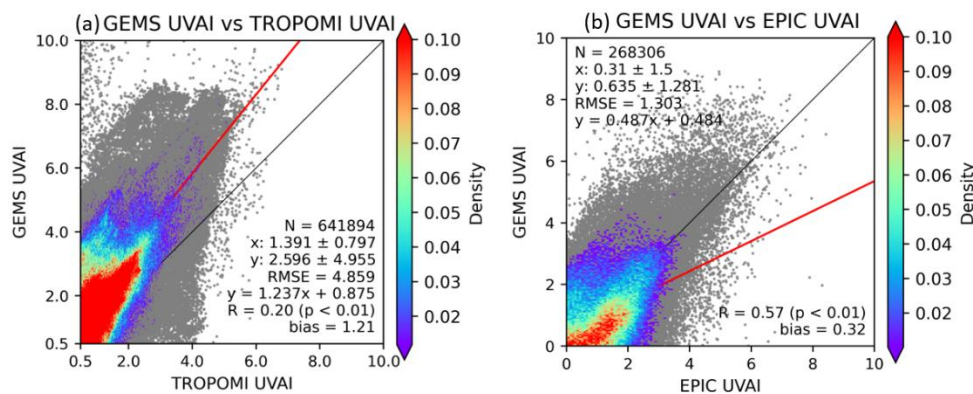 (a) GEMS UVAI vs TROPOMI UVAI
10.0
8.0
6.0
4.0
2.0
0.5
GEMS UVAI
0.5 2.0 4.0 6.0 8.0 10.0
TROPOMI UVAI
N = 641894
x: 1.391 ± 0.797
y: 2.596 ± 4.955
RMSE = 4.859
y = 1.237x + 0.875
R = 0.20 (p < 0.01)
bias = 1.21
0.10
0.09
0.08
0.07
0.06
0.05
0.04
0.03
0.02
Density
(b) GEMS UVAI vs EPIC UVAI
10
8
6
4
2
0
GEMS UVAI
0 2 4 6 8 10
EPIC UVAI
N = 268306
x: 0.31 ± 1.5
y: 0.635 ± 1.281
RMSE = 1.303
y = 0.487x + 0.484
R = 0.57 (p < 0.01)
bias = 0.32
0.10
0.09
0.08
0.07
0.06
0.05
0.04
0.03
0.02
Density